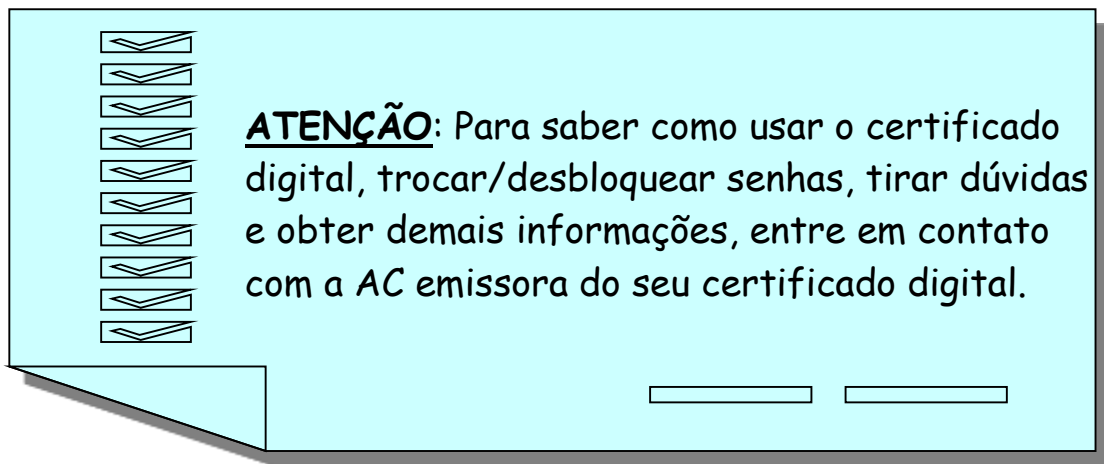 ATENÇÃO: Para saber como usar o certificado
digital, trocar/desbloquear senhas, tirar dúvidas
e obter demais informações, entre em contato
com a AC emissora do seu certificado digital.